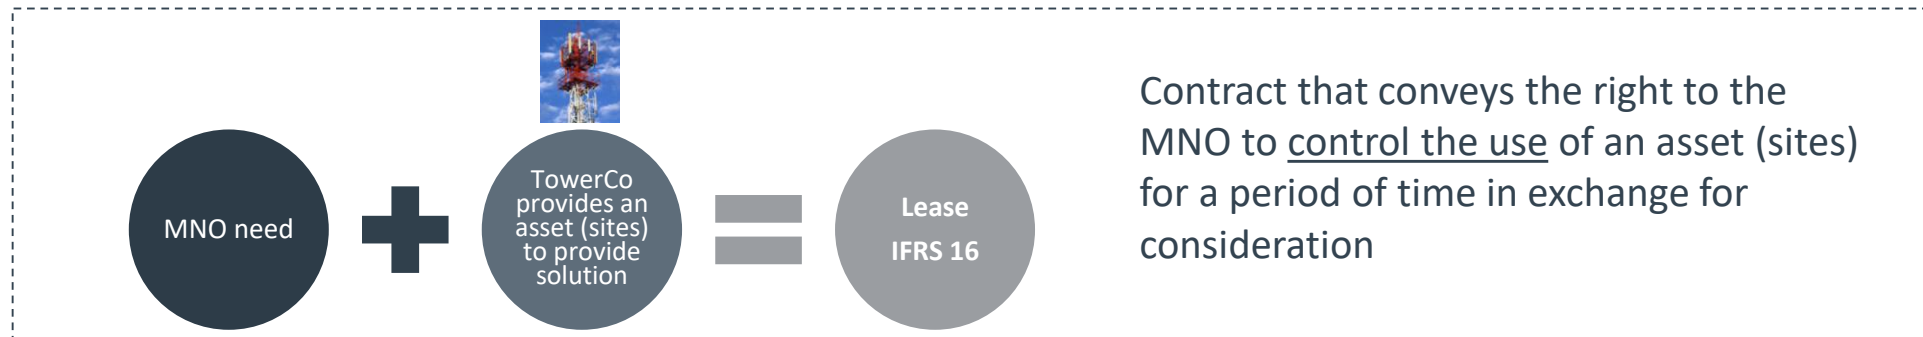 MNO need
TowerCo
provides an
asset (sites)
to provide
solution
Lease
IFRS 16
Contract that conveys the right to the
MNO to control the use of an asset (sites)
for a period of time in exchange for
consideration